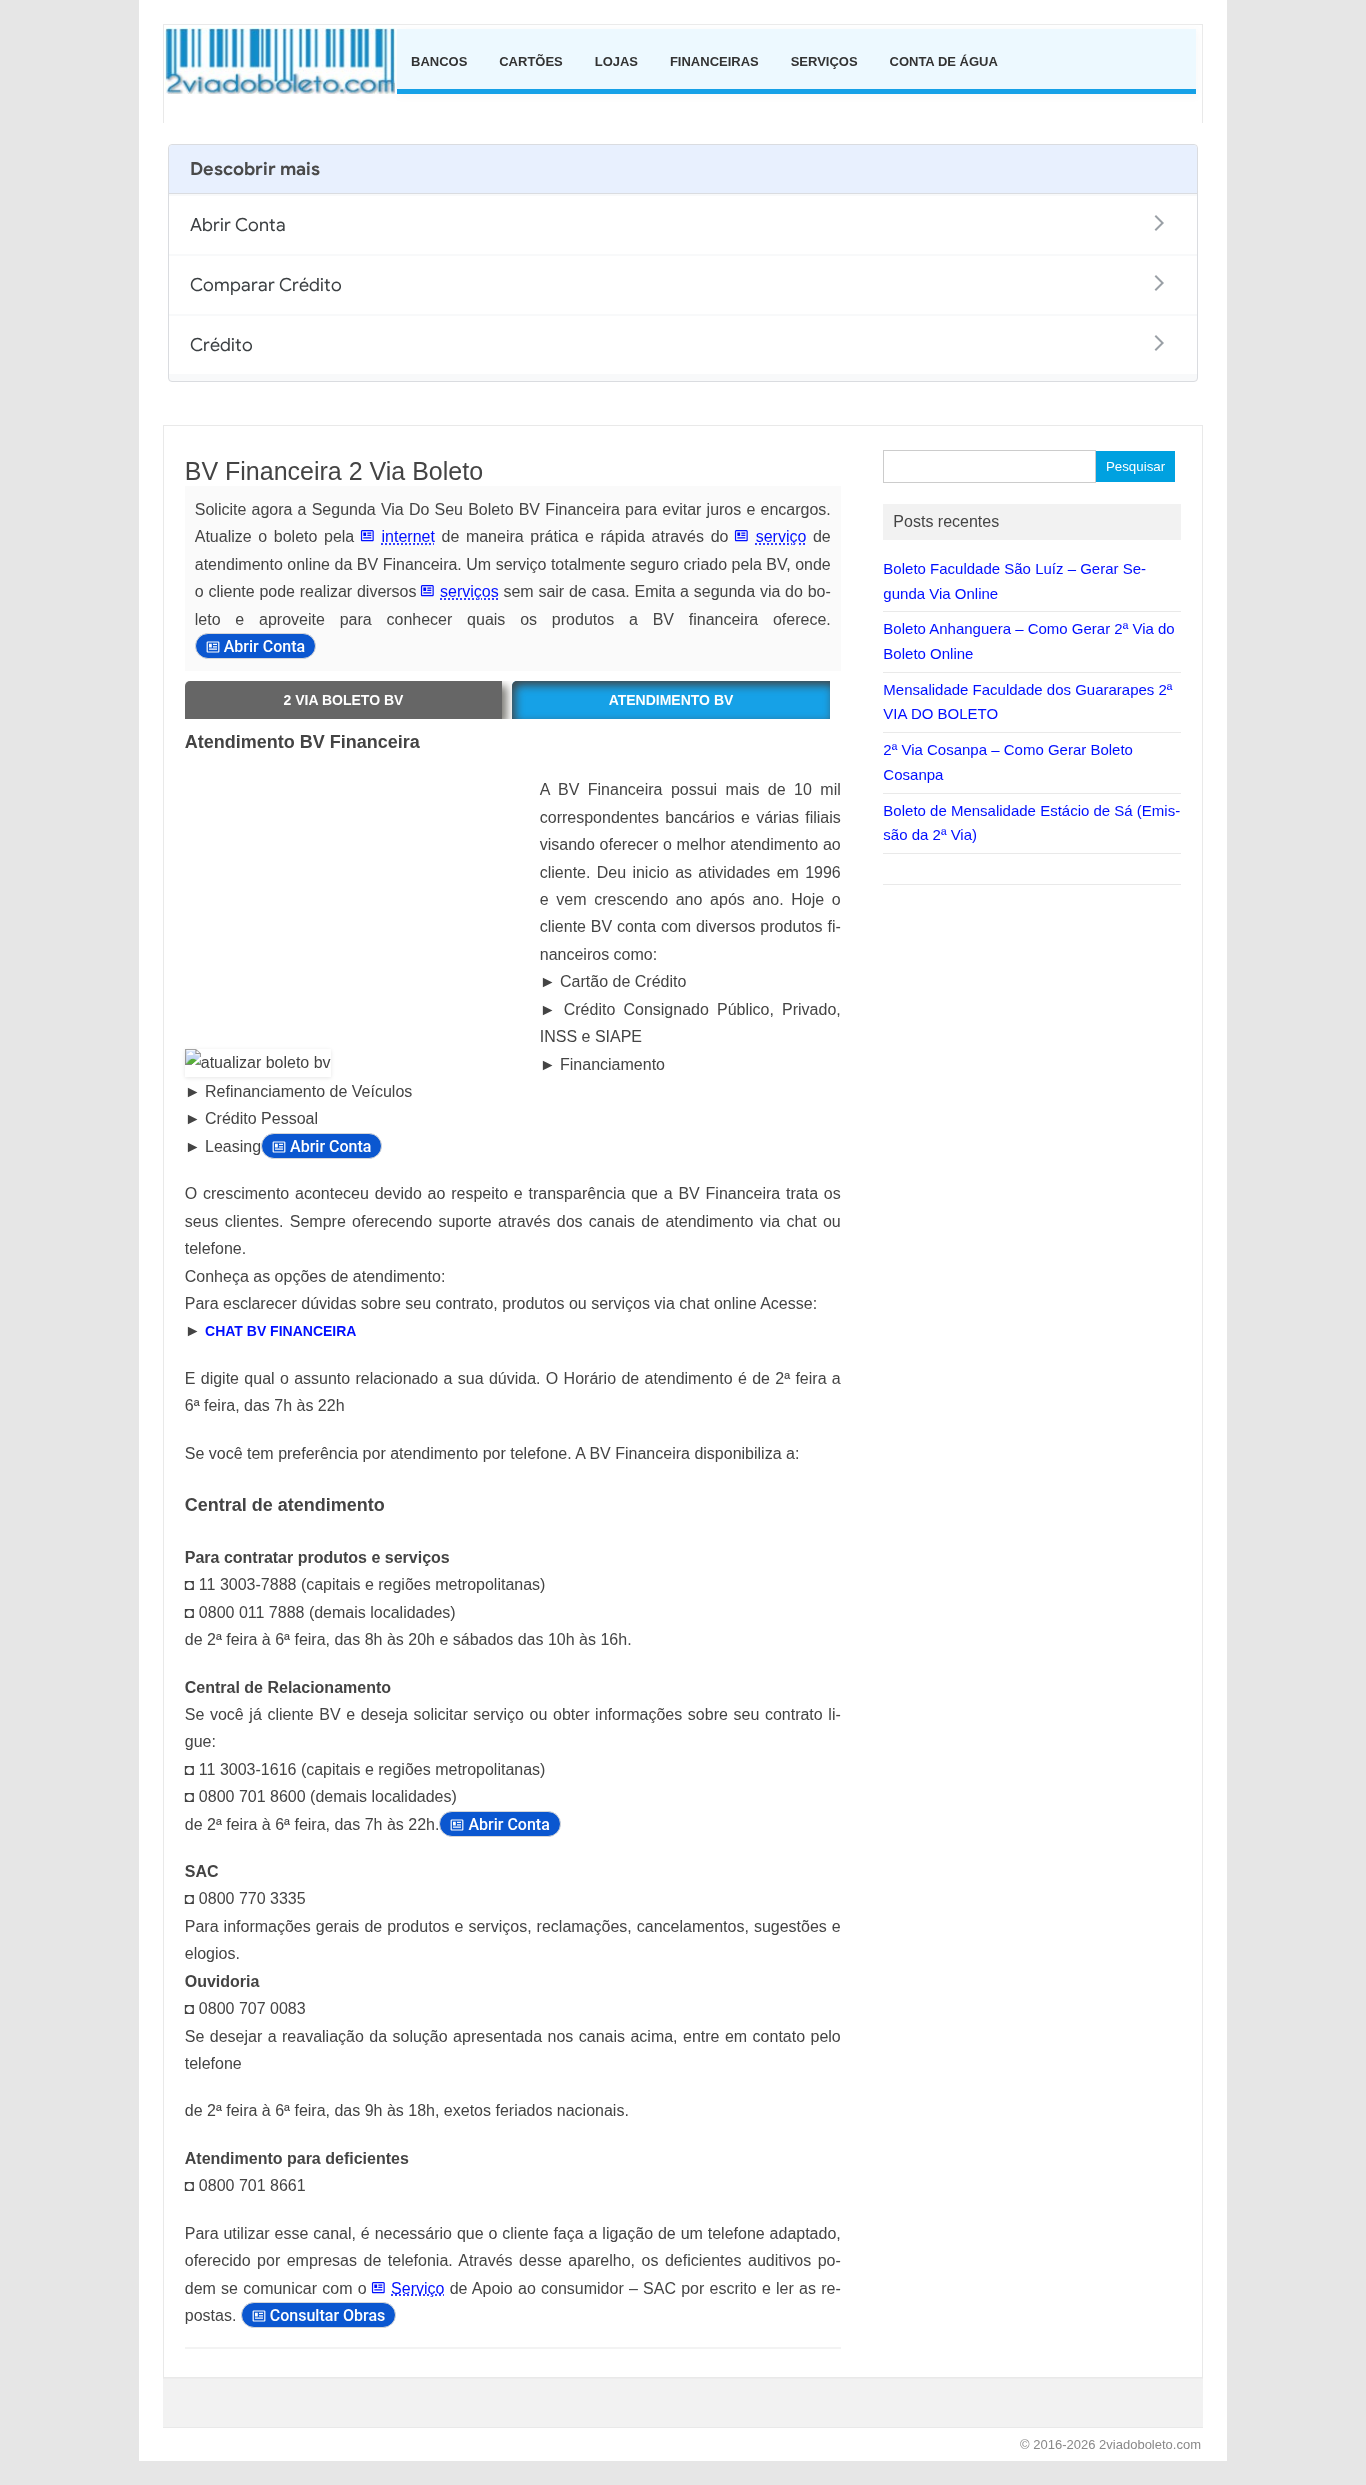 2viadoboleto.com
BANCOS CARTÕES LOJAS FINANCEIRAS SERVIÇOS CONTA DE ÁGUA
Descobrir mais
Abrir Conta
Comparar Crédito
Crédito
BV Financeira 2 Via Boleto
Solicite agora a Segunda Via Do Seu Boleto BV Financeira para evitar juros e encargos.
Atualize o boleto pela internet de maneira prática e rápida através do serviço de
atendimento online da BV Financeira. Um serviço totalmente seguro criado pela BV, onde
o cliente pode realizar diversos serviços sem sair de casa. Emita a segunda via do bo-
leto e aproveite para conhecer quais os produtos a BV financeira oferece.
Abrir Conta
2 VIA BOLETO BV
ATENDIMENTO BV
Atendimento BV Financeira
A BV Financeira possui mais de 10 mil
correspondentes bancários e várias filiais
visando oferecer o melhor atendimento ao
cliente. Deu inicio as atividades em 1996
e vem crescendo ano após ano. Hoje o
cliente BV conta com diversos produtos fi-
nanceiros como:
► Cartão de Crédito
► Crédito Consignado Público, Privado,
INSS e SIAPE
atualizar boleto bv
► Financiamento
► Refinanciamento de Veículos
► Crédito Pessoal
► Leasing Abrir Conta
O crescimento aconteceu devido ao respeito e transparência que a BV Financeira trata os
seus clientes. Sempre oferecendo suporte através dos canais de atendimento via chat ou
telefone.
Conheça as opções de atendimento:
Para esclarecer dúvidas sobre seu contrato, produtos ou serviços via chat online Acesse:
► CHAT BV FINANCEIRA
E digite qual o assunto relacionado a sua dúvida. O Horário de atendimento é de 2ª feira a
6ª feira, das 7h às 22h
Se você tem preferência por atendimento por telefone. A BV Financeira disponibiliza a:
Central de atendimento
Para contratar produtos e serviços
◘ 11 3003-7888 (capitais e regiões metropolitanas)
◘ 0800 011 7888 (demais localidades)
de 2ª feira à 6ª feira, das 8h às 20h e sábados das 10h às 16h.
Central de Relacionamento
Se você já cliente BV e deseja solicitar serviço ou obter informações sobre seu contrato li-
gue:
◘ 11 3003-1616 (capitais e regiões metropolitanas)
◘ 0800 701 8600 (demais localidades)
de 2ª feira à 6ª feira, das 7h às 22h. Abrir Conta
SAC
◘ 0800 770 3335
Para informações gerais de produtos e serviços, reclamações, cancelamentos, sugestões e
elogios.
Ouvidoria
◘ 0800 707 0083
Se desejar a reavaliação da solução apresentada nos canais acima, entre em contato pelo
telefone
de 2ª feira à 6ª feira, das 9h às 18h, exetos feriados nacionais.
Atendimento para deficientes
◘ 0800 701 8661
Para utilizar esse canal, é necessário que o cliente faça a ligação de um telefone adaptado,
oferecido por empresas de telefonia. Através desse aparelho, os deficientes auditivos po-
dem se comunicar com o Serviço de Apoio ao consumidor – SAC por escrito e ler as re-
postas. Consultar Obras
Pesquisar
Posts recentes
Boleto Faculdade São Luíz – Gerar Se-
gunda Via Online
Boleto Anhanguera – Como Gerar 2ª Via do
Boleto Online
Mensalidade Faculdade dos Guararapes 2ª
VIA DO BOLETO
2ª Via Cosanpa – Como Gerar Boleto
Cosanpa
Boleto de Mensalidade Estácio de Sá (Emis-
são da 2ª Via)
© 2016-2026 2viadoboleto.com